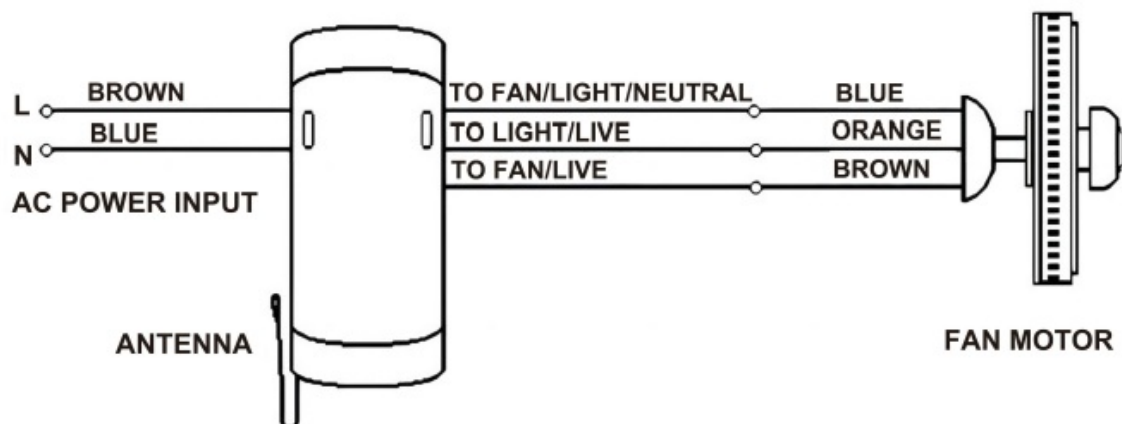 L
BROWN
N
BLUE
AC POWER INPUT
ANTENNA
TO FAN/LIGHT/NEUTRAL
BLUE
TO LIGHT/LIVE
ORANGE
TO FAN/LIVE
BROWN
FAN MOTOR